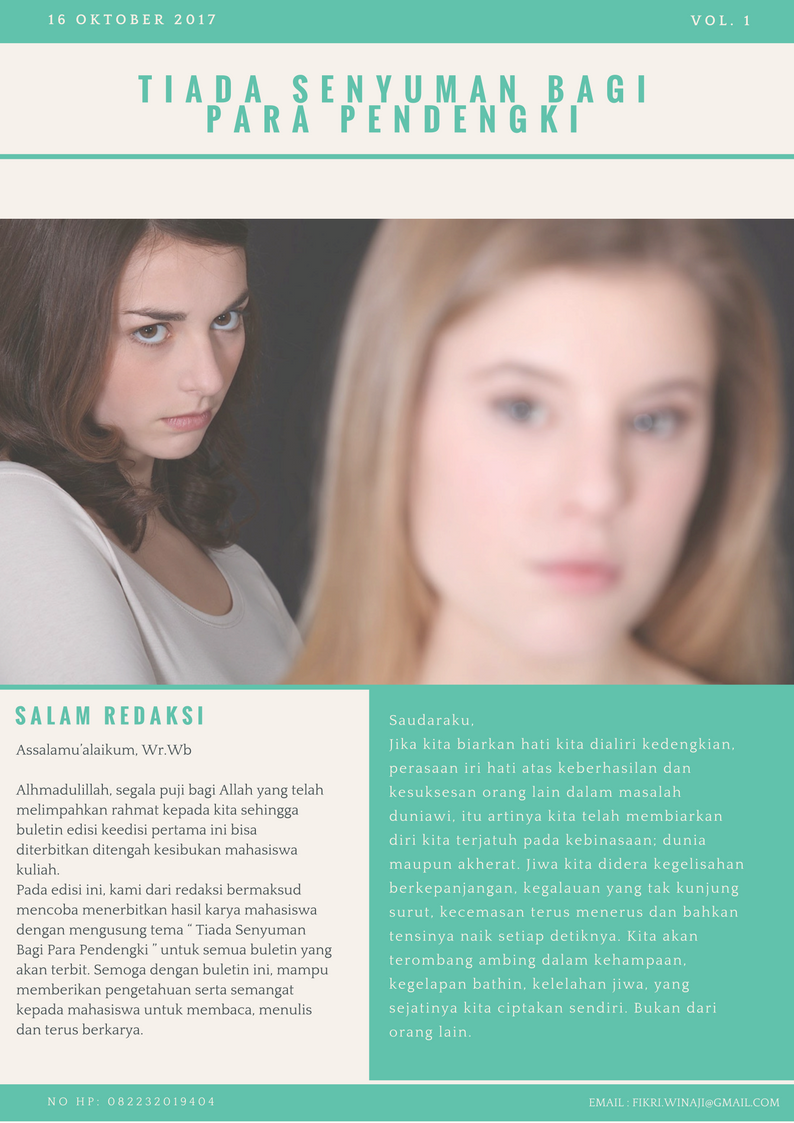 16 OKTOBER 2017
VOL. 1
TIADA SENYUMAN BAGI
PARA PENDENGKI
SALAM REDAKSI
Assalamu'alaikum, Wr.Wb
Alhmadulillah, segala puji bagi Allah yang telah
melimpahkan rahmat kepada kita sehingga
buletin edisi keedisi pertama ini bisa
diterbitkan ditengah kesibukan mahasiswa
kuliah.
Pada edisi ini, kami dari redaksi bermaksud
mencoba menerbitkan hasil karya mahasiswa
dengan mengusung tema “ Tiada Senyuman
Bagi Para Pendengki ” untuk semua buletin yang
akan terbit. Semoga dengan buletin ini, mampu
memberikan pengetahuan serta semangat
kepada mahasiswa untuk membaca, menulis
dan terus berkarya.
Saudaraku,
Jika kita biarkan hati kita dialiri kedengkian,
perasaan iri hati atas keberhasilan dan
kesuksesan orang lain dalam masalah
duniawi, itu artinya kita telah membiarkan
diri kita terjatuh pada kebinasaan; dunia
maupun akherat. Jiwa kita didera kegelisahan
berkepanjangan, kegalauan yang tak kunjung
surut, kecemasan terus menerus dan bahkan
tensinya naik setiap detiknya. Kita akan
terombang ambing dalam kehampaan,
kegelapan bathin, kelelahan jiwa, yang
sejatinya kita ciptakan sendiri. Bukan dari
orang lain.
NO HP: 082232019404
EMAIL : FIKRI.WINAJI@GMAIL.COM